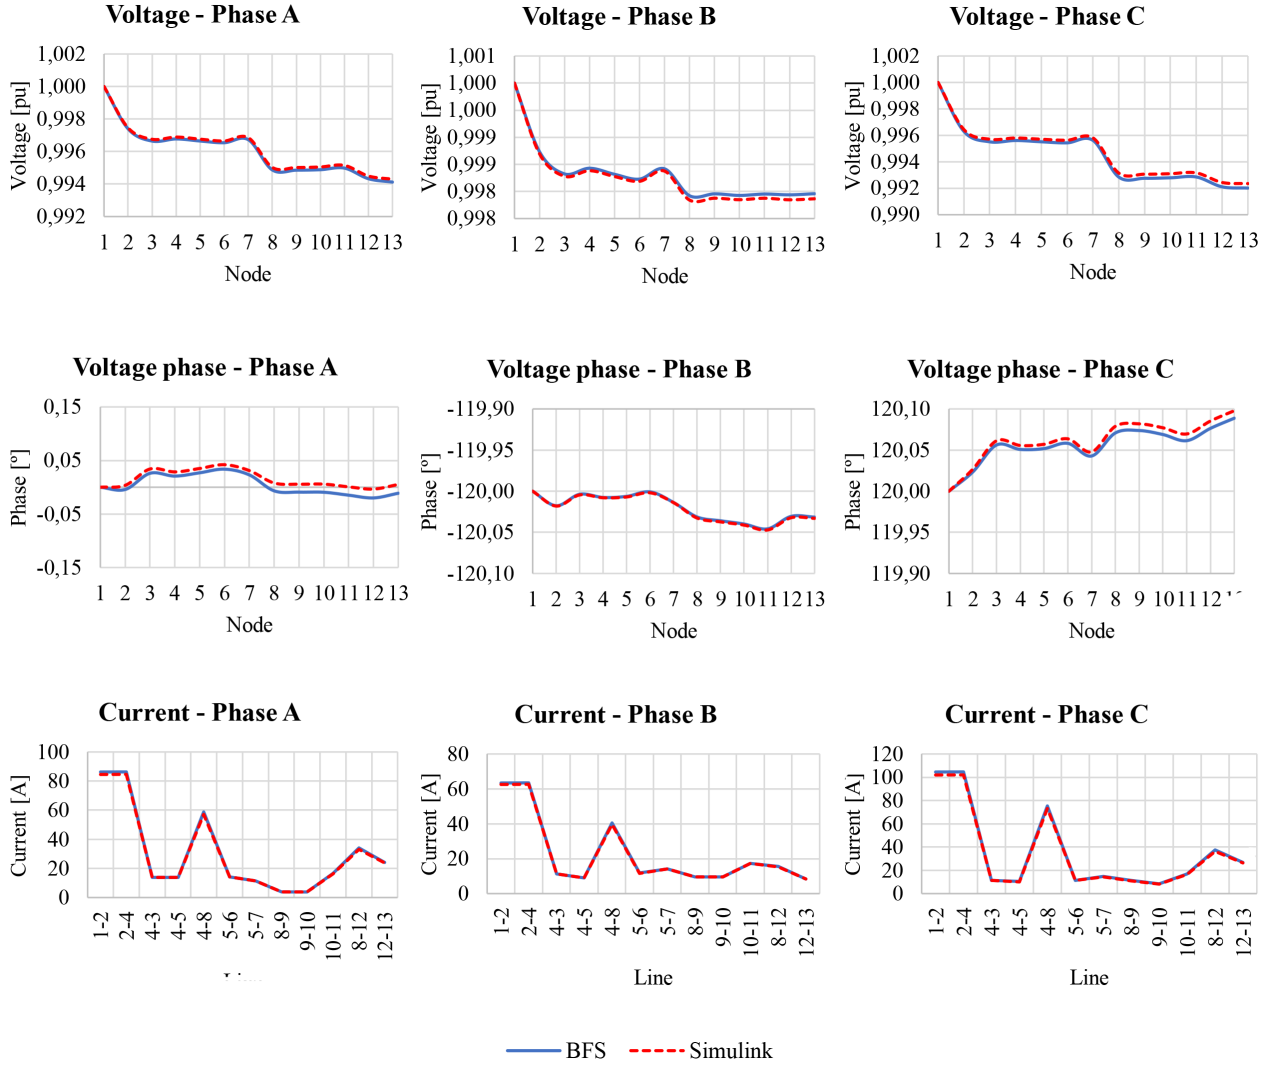 Voltage - Phase A
Voltage [pu]
1,002
1,000
0,998
0,996
0,994
0,992
1 2 3 4 5 6 7 8 9 10 11 12 13
Node
Voltage - Phase B
Voltage [pu]
1,001
1,000
1,000
0,999
0,999
0,998
0,998
1 2 3 4 5 6 7 8 9 10 11 12 13
Node
Voltage - Phase C
Voltage [pu]
1,002
1,000
0,998
0,996
0,994
0,992
0,990
1 2 3 4 5 6 7 8 9 10 11 12 13
Node
Voltage phase - Phase A
Phase [º]
0,15
0,05
-0,05
-0,15
1 2 3 4 5 6 7 8 9 10 11 12 13
Node
Voltage phase - Phase B
Phase [º]
-119,90
-119,95
-120,00
-120,05
-120,10
1 2 3 4 5 6 7 8 9 10 11 12 13
Node
Voltage phase - Phase C
Phase [º]
120,10
120,05
120,00
119,95
119,90
1 2 3 4 5 6 7 8 9 10 11 12
Node
Current - Phase A
Current [A]
100
80
60
40
20
0
1-2 2-4 4-3 4-5 4-8 5-6 5-7 8-9 9-10 10-11 8-12 12-13
Current - Phase B
Current [A]
80
60
40
20
0
1-2 2-4 4-3 4-5 4-8 5-6 5-7 8-9 9-10 10-11 8-12 12-13
Line
Current - Phase C
Current [A]
120
100
80
60
40
20
0
1-2 2-4 4-3 4-5 4-8 5-6 5-7 8-9 9-10 10-11 8-12 12-13
Line
BFS Simulink